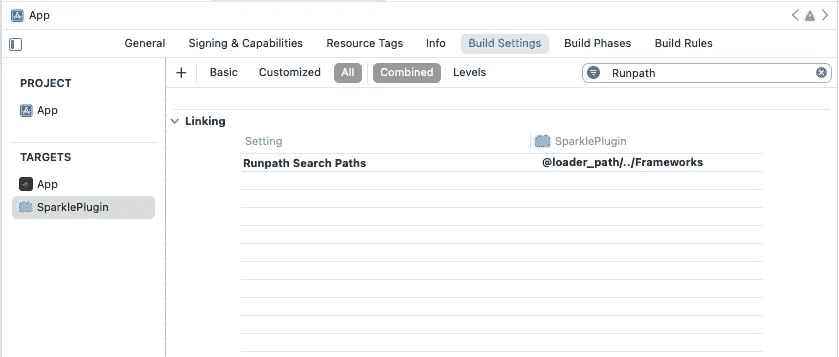 App
General Signing & Capabilities Resource Tags Info Build Settings Build Phases Build Rules
PROJECT
App
TARGETS
App
SparklePlugin
+ Basic Customized All Combined Levels Runpath
Linking
Setting SparklePlugin
Runpath Search Paths @loader_path/../Frameworks